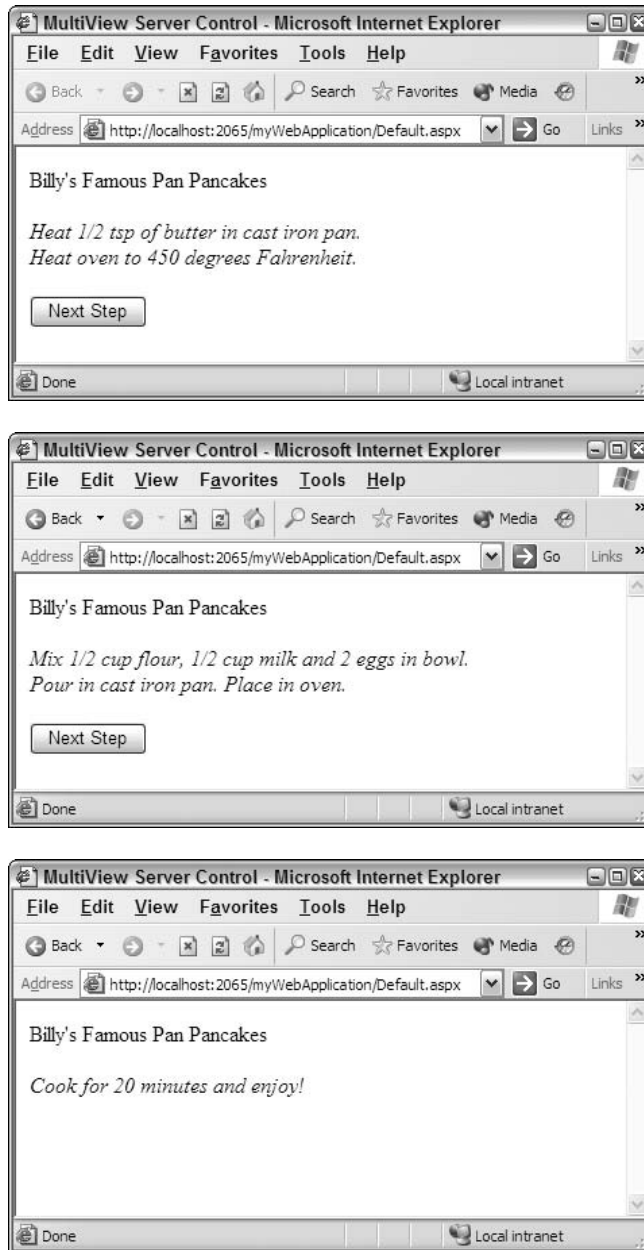 MultiView Server Control - Microsoft Internet Explorer
File Edit View Favorites Tools Help
Back Search Favorites Media »
Address http://localhost:2065/myWebApplication/Default.aspx Go Links »
Billy's Famous Pan Pancakes
Heat 1/2 tsp of butter in cast iron pan.
Heat oven to 450 degrees Fahrenheit.
Next Step
Done Local intranet
MultiView Server Control - Microsoft Internet Explorer
File Edit View Favorites Tools Help
Back Search Favorites Media »
Address http://localhost:2065/myWebApplication/Default.aspx Go Links »
Billy's Famous Pan Pancakes
Mix 1/2 cup flour, 1/2 cup milk and 2 eggs in bowl.
Pour in cast iron pan. Place in oven.
Next Step
Done Local intranet
MultiView Server Control - Microsoft Internet Explorer
File Edit View Favorites Tools Help
Back Search Favorites Media »
Address http://localhost:2065/myWebApplication/Default.aspx Go Links »
Billy's Famous Pan Pancakes
Cook for 20 minutes and enjoy!
Done Local intranet